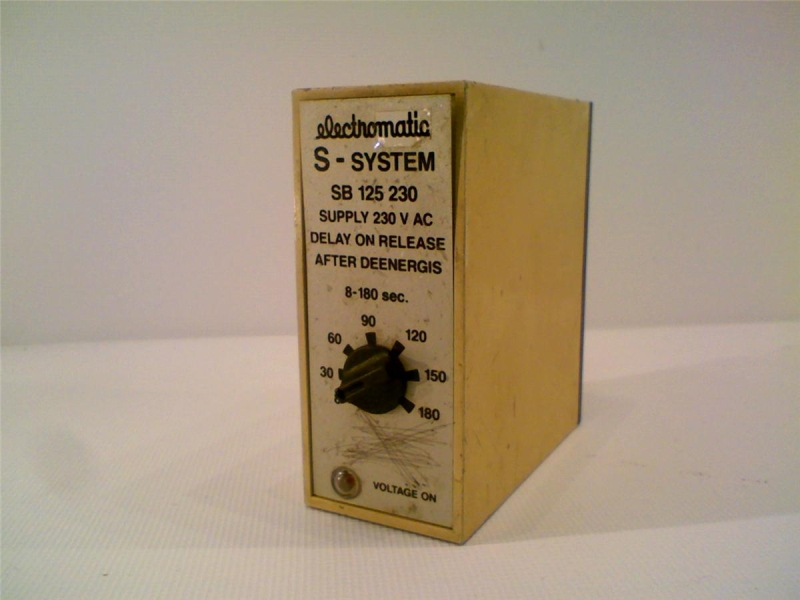 electromatic
S - SYSTEM
SB 125 230
SUPPLY 230 V AC
DELAY ON RELEASE
AFTER DEENERGIS
8-180 sec.
90
60 120
30 150
8
180
VOLTAGE ON